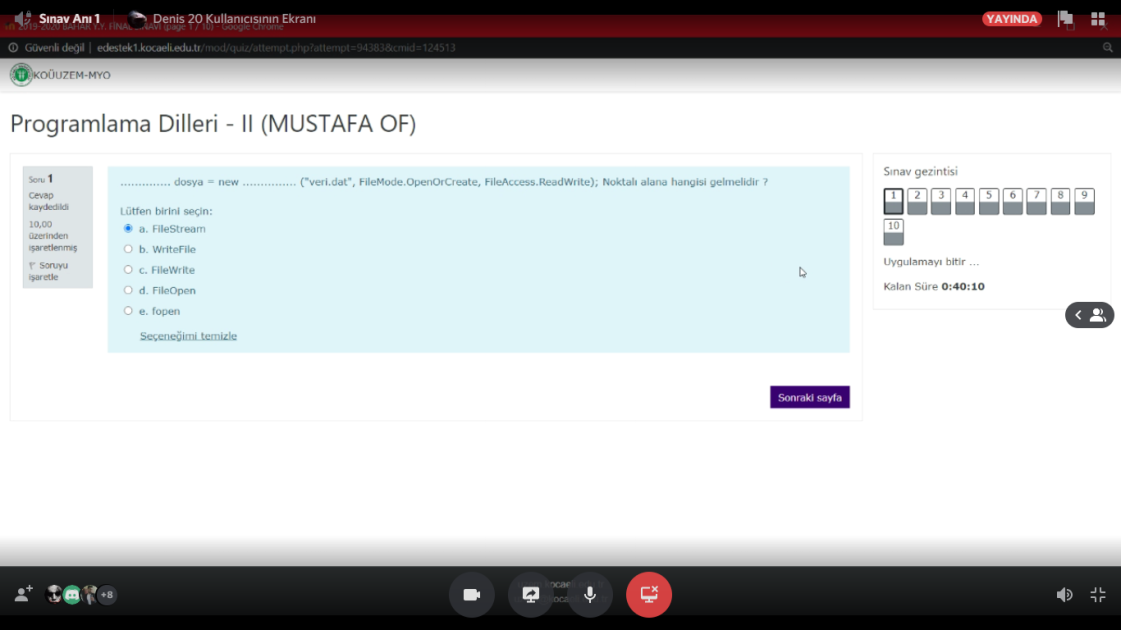 Sınav Anı 1
Denis 20 Kullanıcısının Ekranı
YAYINDA
2019-2020 BAHAR Y.Y. FİNAL SINAVI (page 1 / 10) - Google Chrome
Güvenli değil | edestek1.kocaeli.edu.tr/mod/quiz/attempt.php?attempt=94383&cmid=124513
KOÜUZEM-MYO
Programlama Dilleri - II (MUSTAFA OF)
Soru 1
Cevap
kaydedildi
10,00
üzerinden
işaretlenmiş
Soruyu
işaretle
.............. dosya = new ............... ("veri.dat", FileMode.OpenOrCreate, FileAccess.ReadWrite); Noktalı alana hangisi gelmelidir ?
Lütfen birini seçin:
a. FileStream
b. WriteFile
c. FileWrite
d. FileOpen
e. fopen
Seçeneğimi temizle
Sonraki sayfa
Sınav gezintisi
1 2 3 4 5 6 7 8 9
10
Uygulamayı bitir ...
Kalan Süre 0:40:10
+8